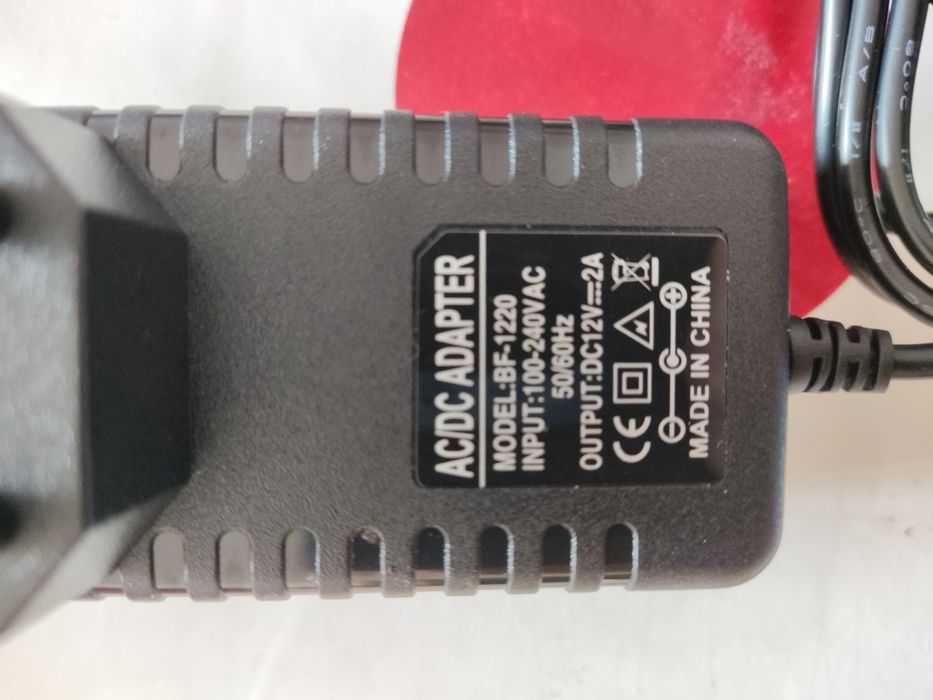 AC/DC ADAPTER
MODEL:BF-1220
INPUT:100-240VAC
50/60Hz
OUTPUT:DC12V⎓2A
CE
MADE IN CHINA
A/B